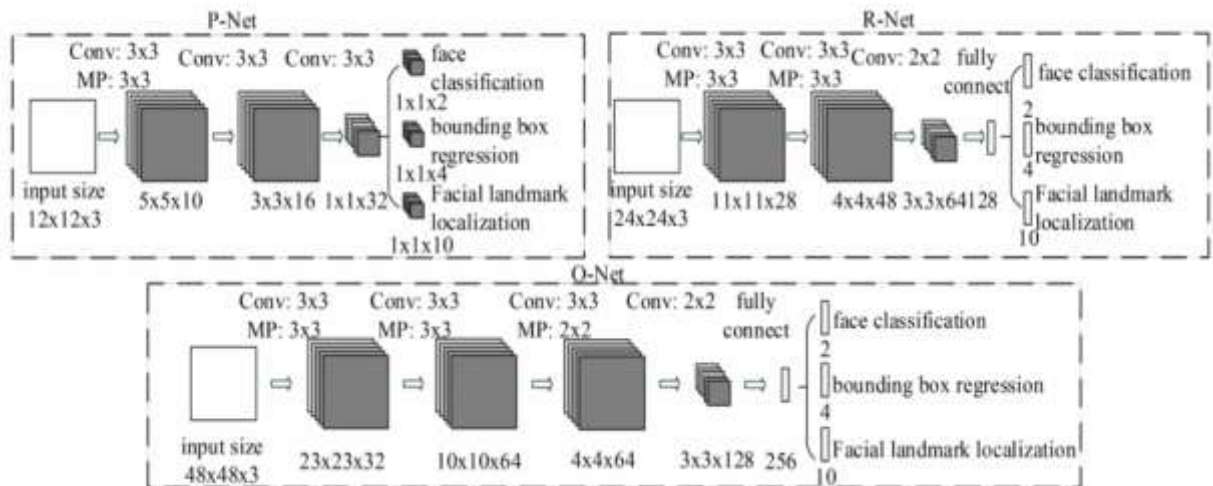 P-Net
Conv: 3x3
MP: 3x3
Conv: 3x3
Conv: 3x3
input size
12x12x3
5x5x10
3x3x16
1x1x32
face
classification
1x1x2
bounding box
regression
1x1x4
Facial landmark
localization
1x1x10
R-Net
Conv: 3x3
MP: 3x3
Conv: 3x3
MP: 3x3
Conv: 2x2
fully
connect
input size
24x24x3
11x11x28
4x4x48
3x3x64
128
face classification
2
bounding box
regression
4
Facial landmark
localization
10
O-Net
Conv: 3x3
MP: 3x3
Conv: 3x3
MP: 3x3
Conv: 3x3
MP: 2x2
Conv: 2x2
fully
connect
input size
48x48x3
23x23x32
10x10x64
4x4x64
3x3x128
256
face classification
2
bounding box regression
4
Facial landmark localization
10